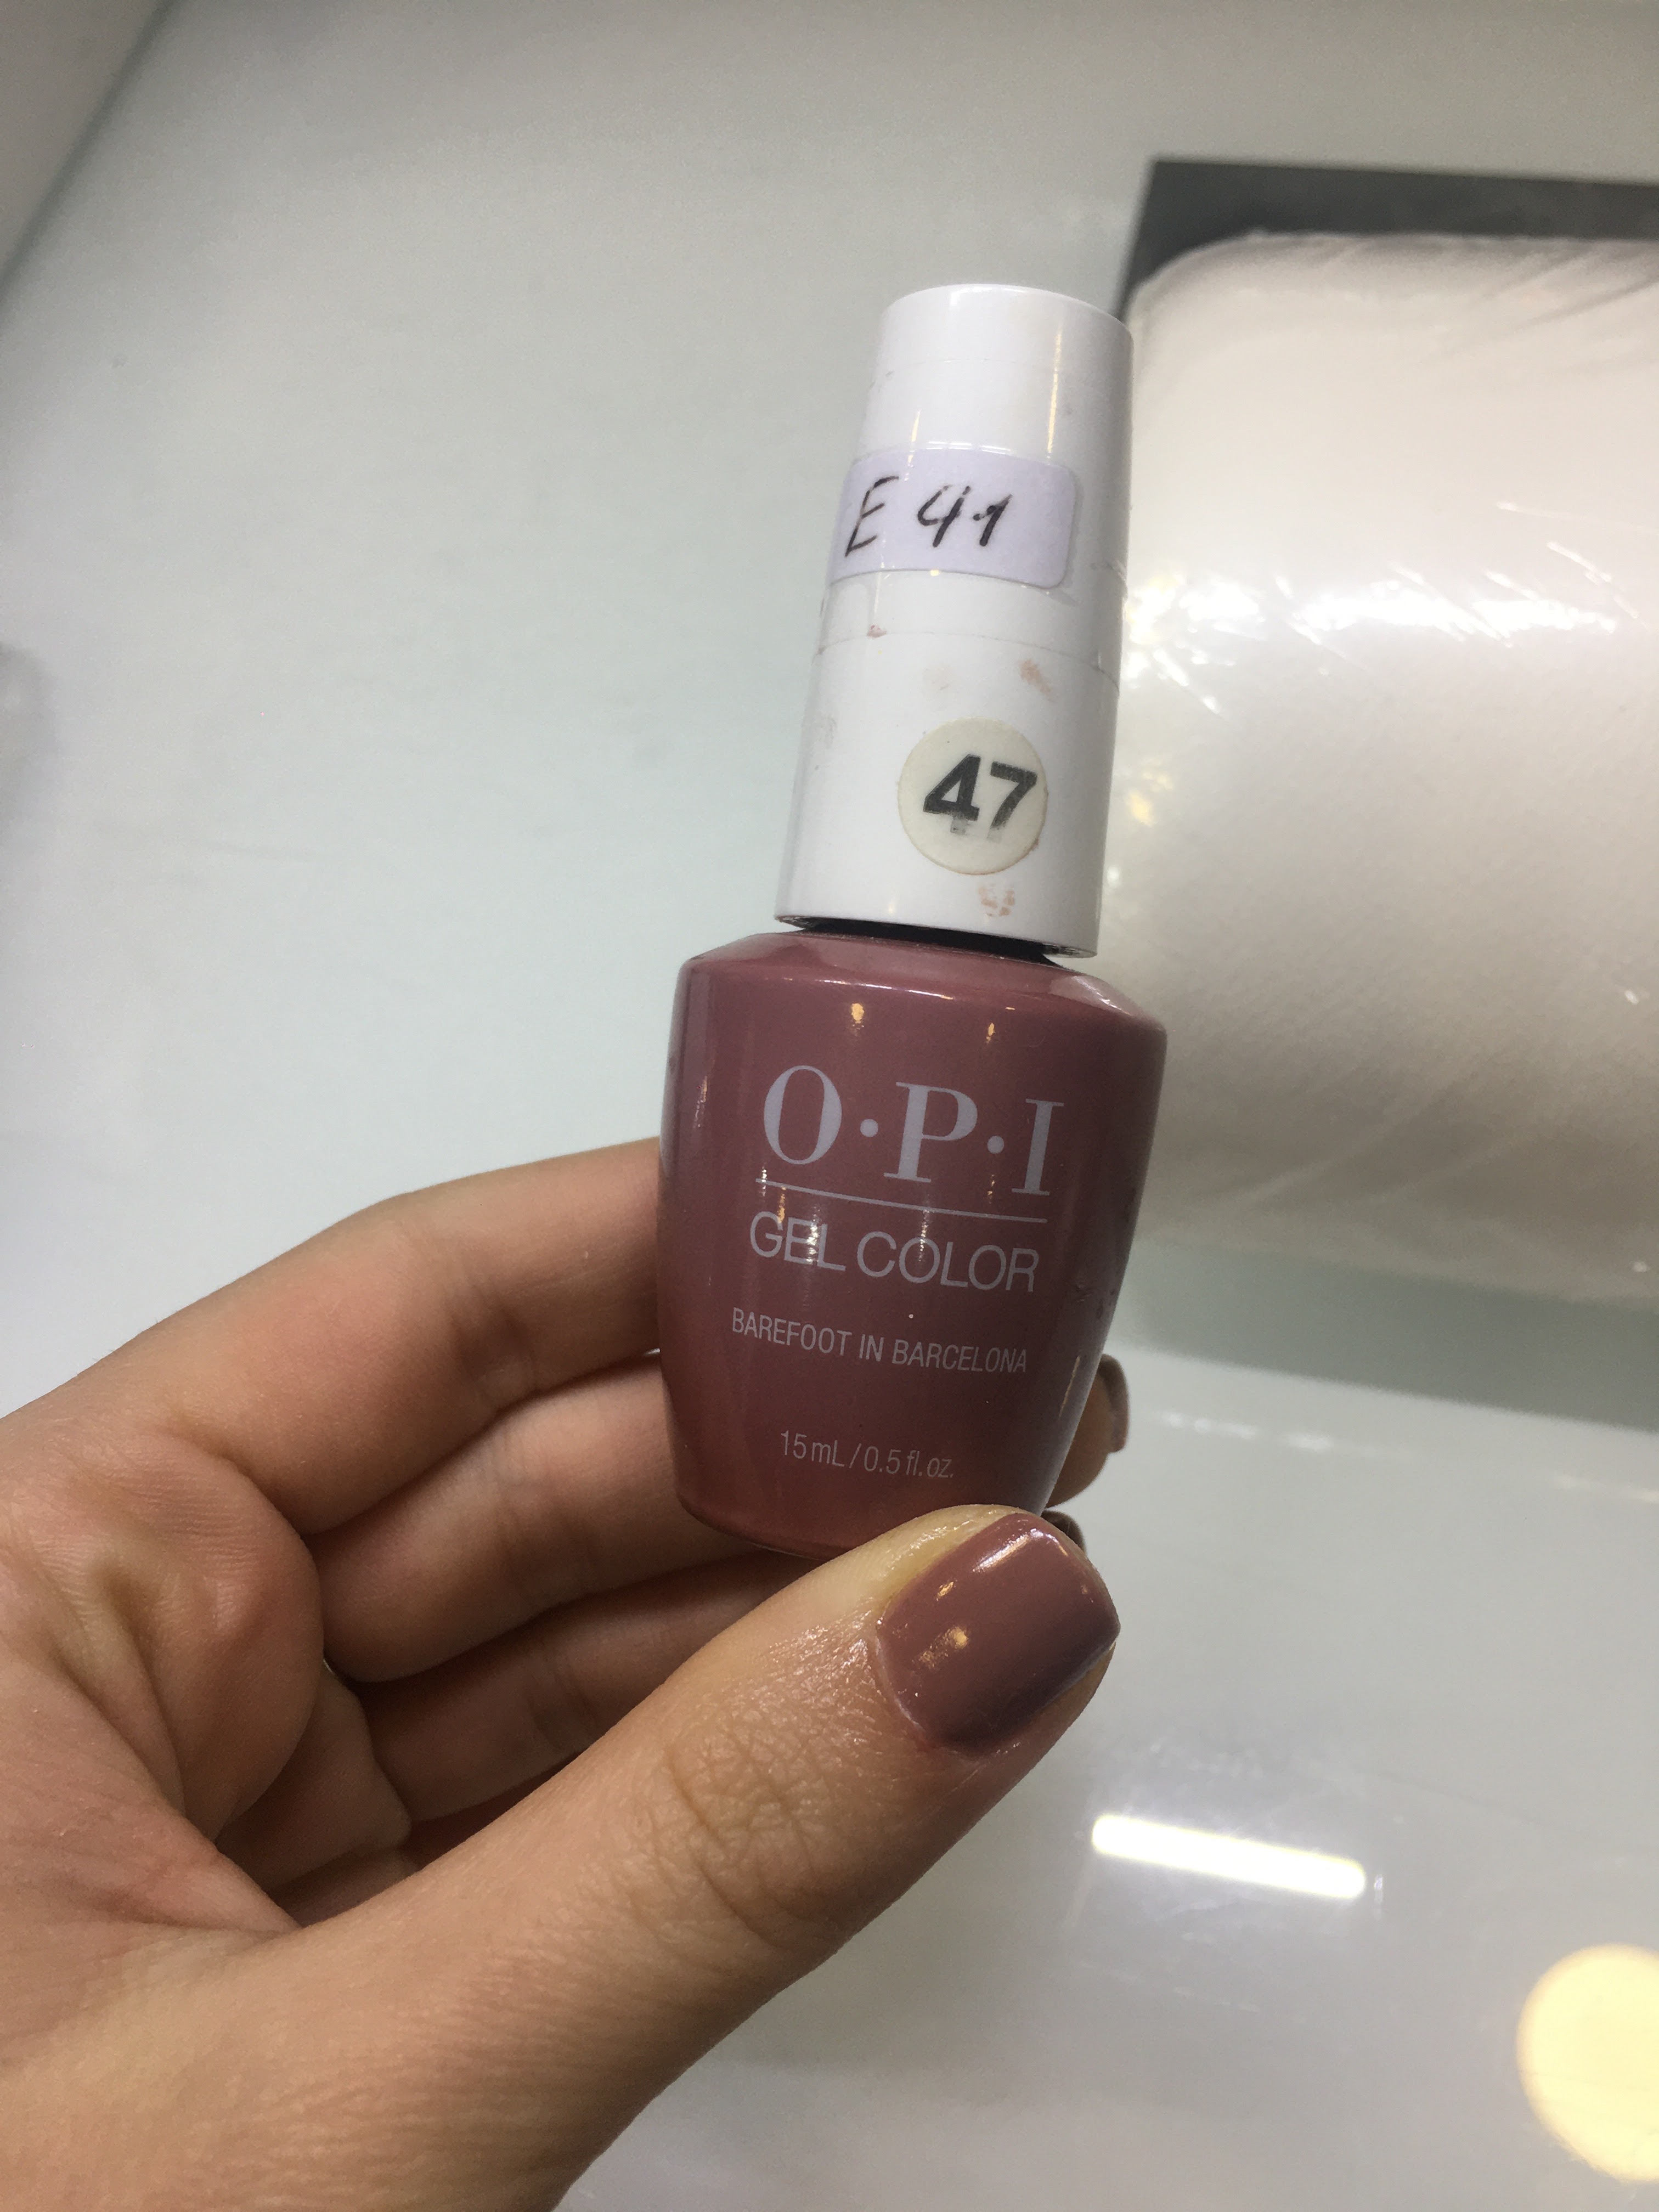 E 41
47
O·P·I
GEL COLOR
BAREFOOT IN BARCELONA
15 mL / 0.5 fl. oz.